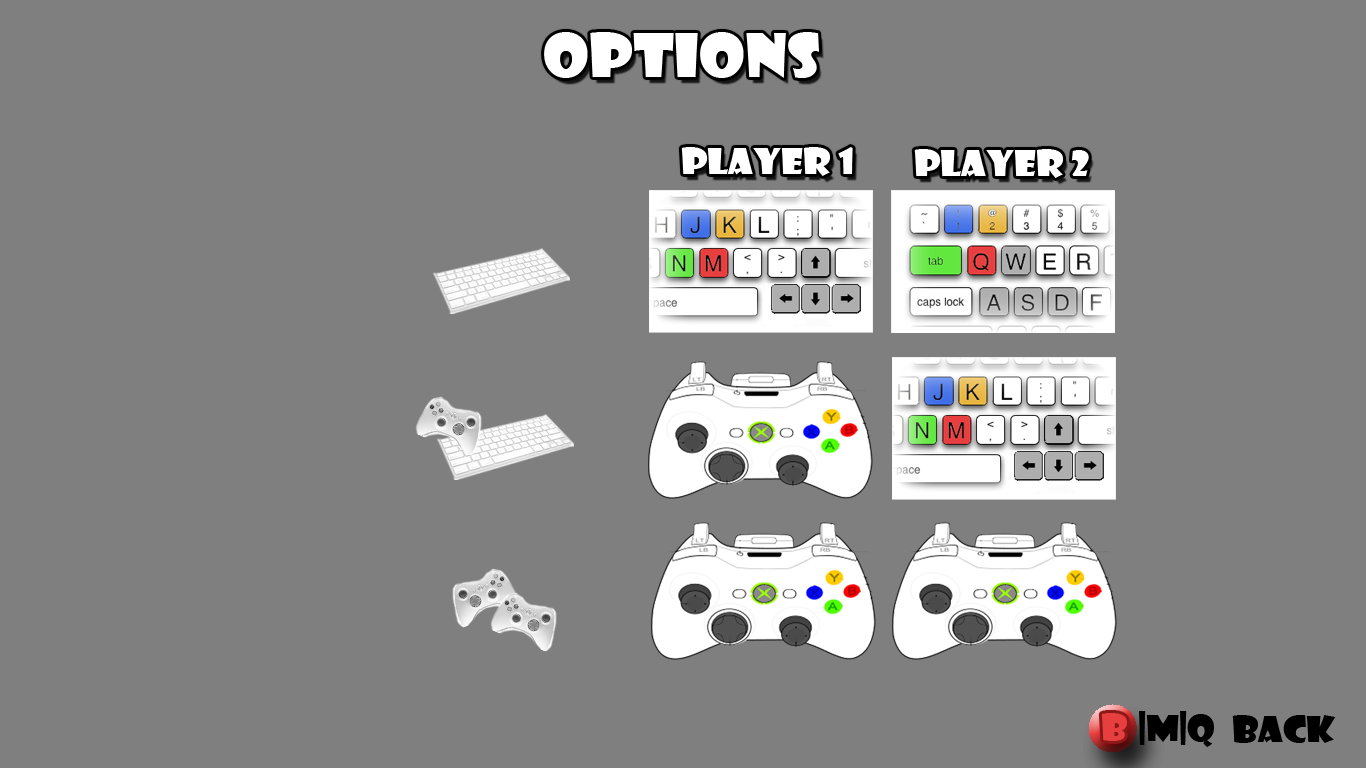 OPTIONS
PLAYER 1 PLAYER 2
H J K L : ; " '
N M < , > .
pace
~ ` ! 1 @ 2 # 3 $ 4 % 5
tab Q W E R
caps lock A S D F
LT RT
LB RB
Y
X B
A
H J K L : ; " '
N M < , > .
pace
LT RT
LB RB
Y
X B
A
LT RT
LB RB
Y
X B
A
B|M|Q BACK